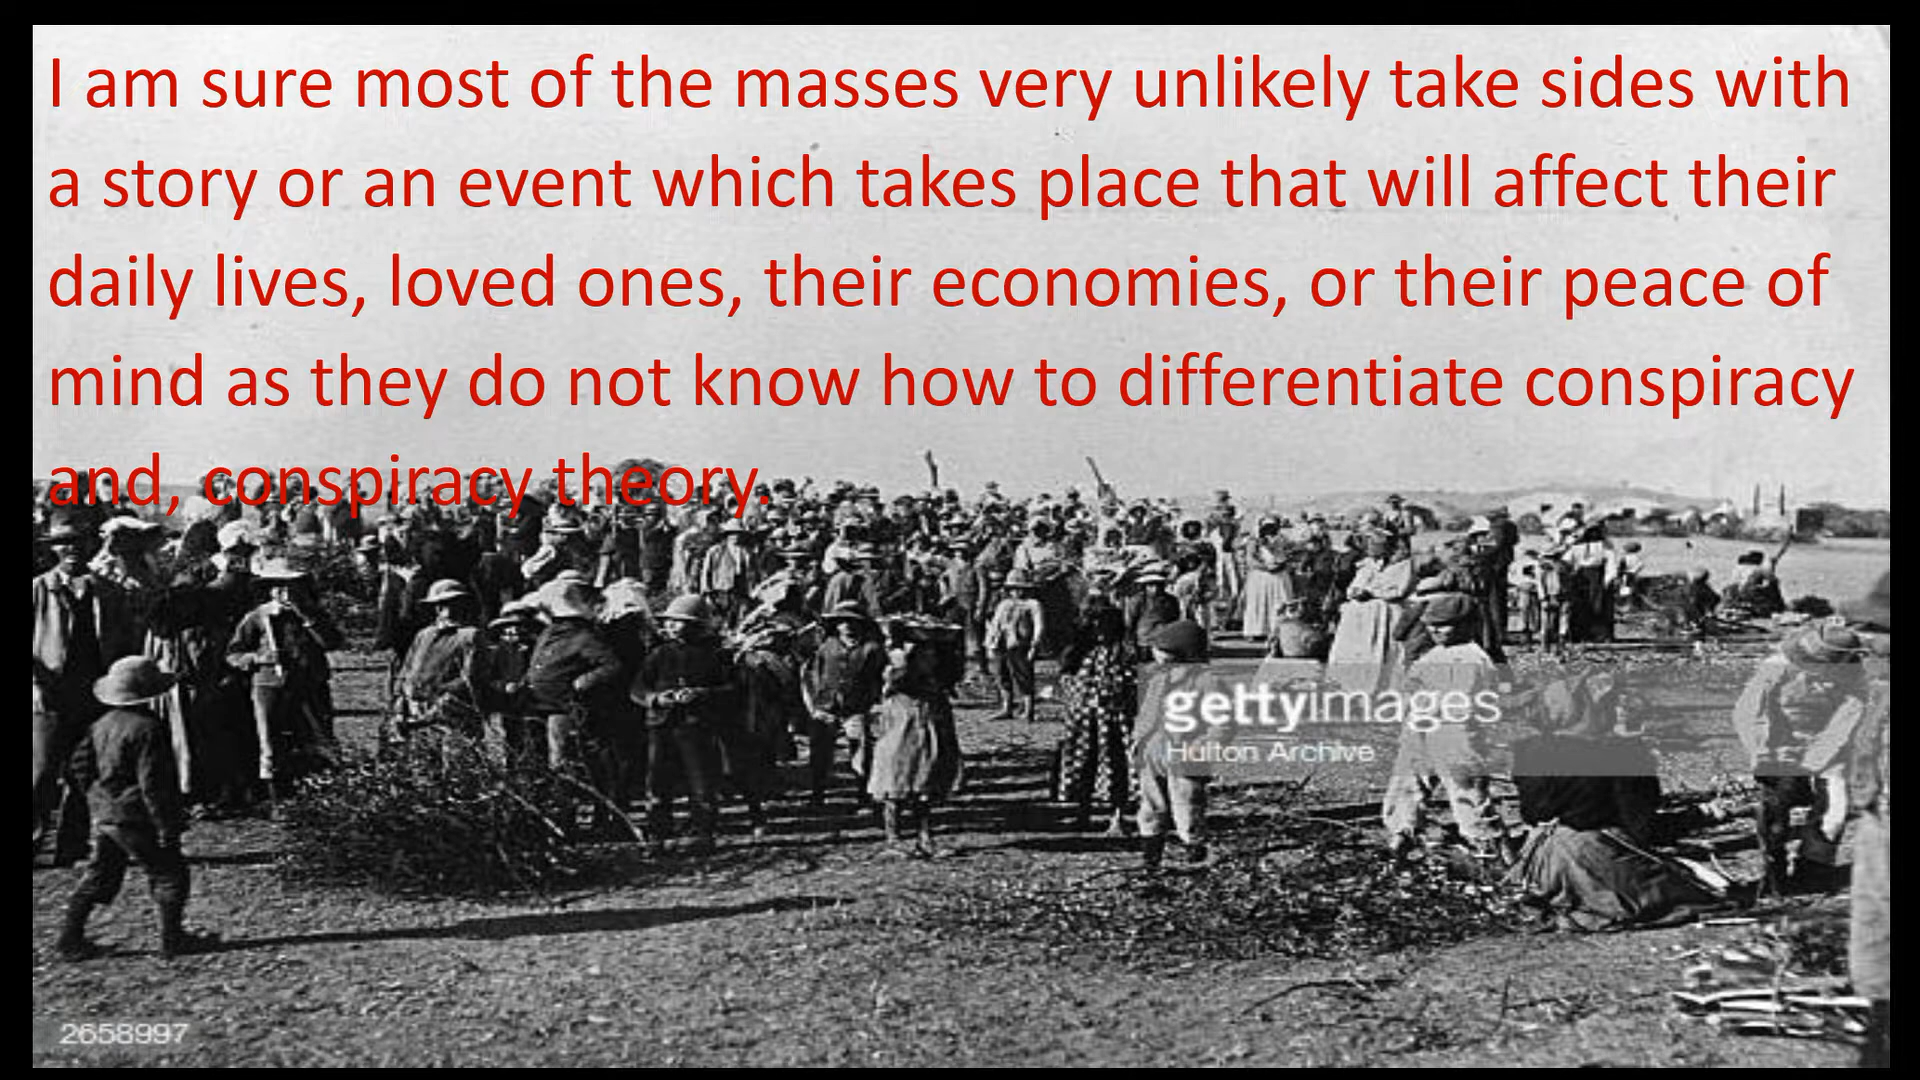 I am sure most of the masses very unlikely take sides with
a story or an event which takes place that will affect their
daily lives, loved ones, their economies, or their peace of
mind as they do not know how to differentiate conspiracy
and, conspiracy theory.
gettyimages
Hulton Archive
2658997